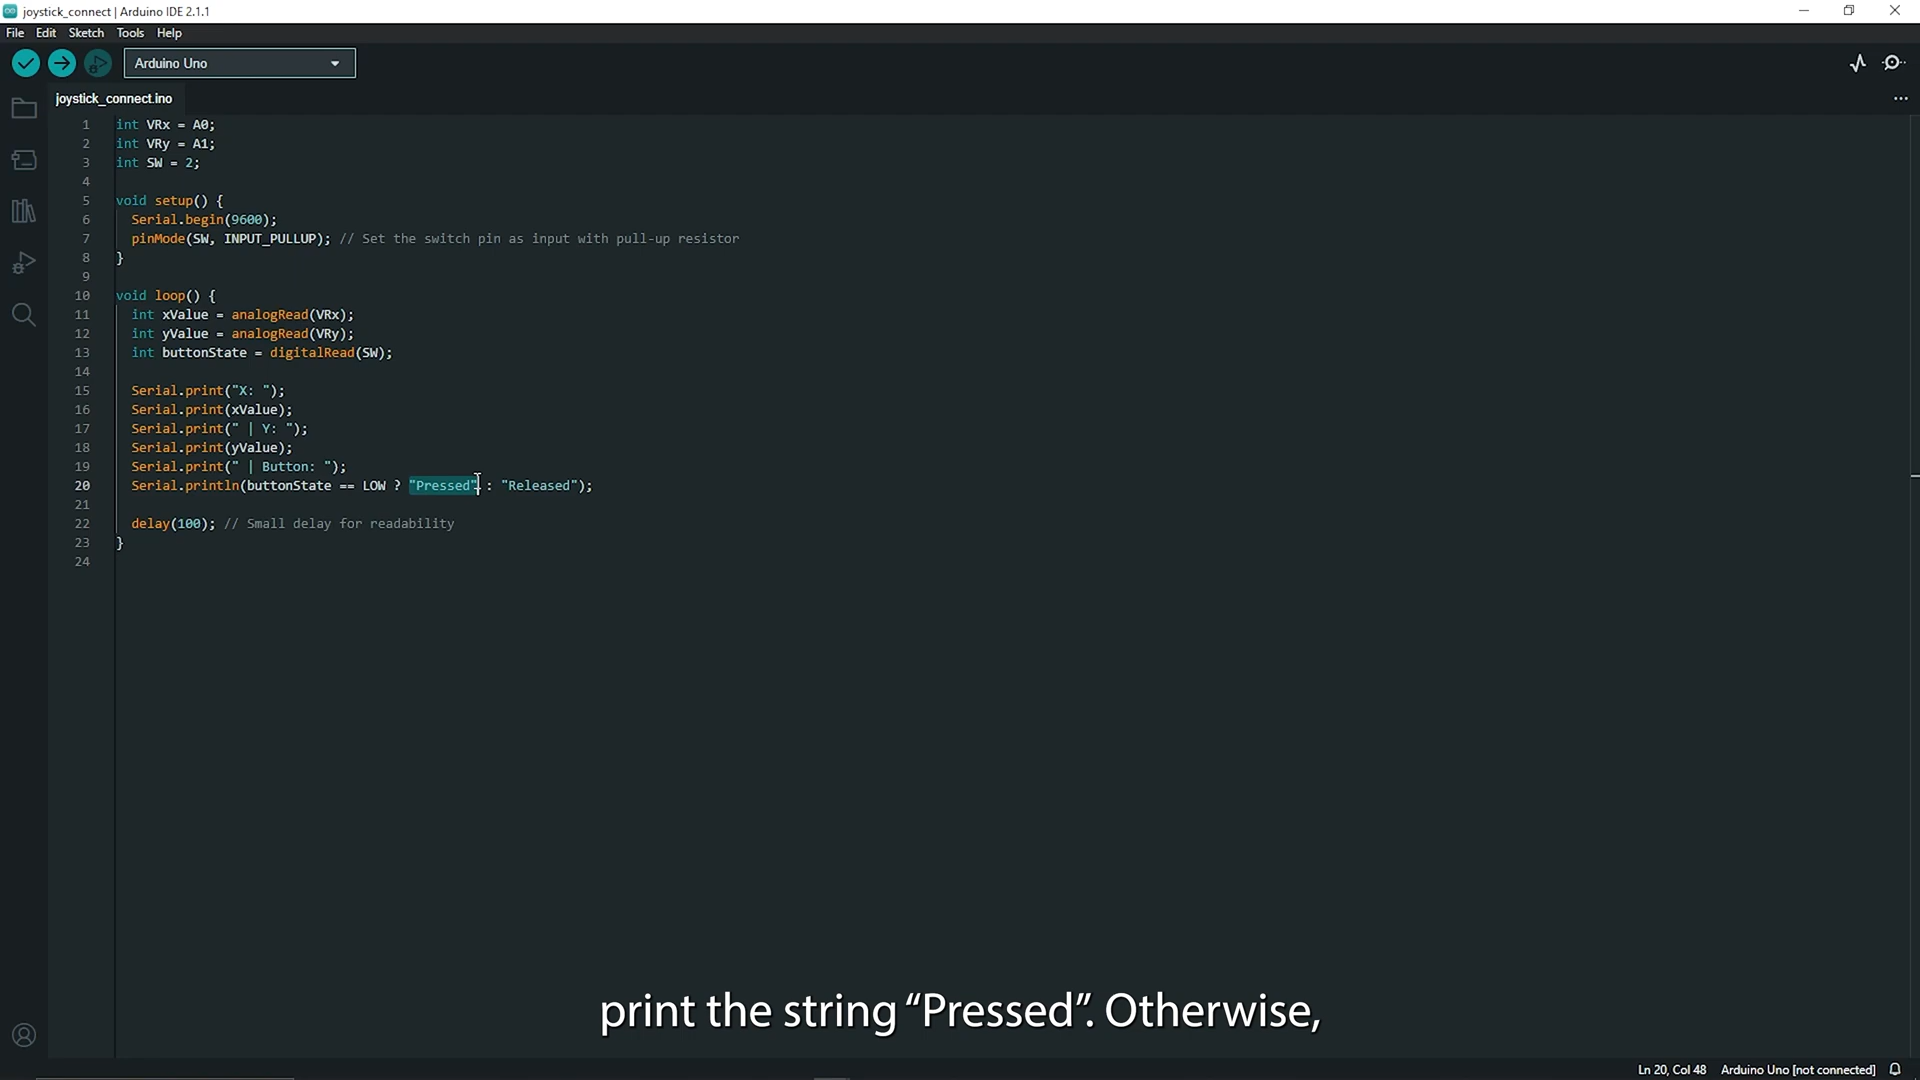 joystick_connect | Arduino IDE 2.1.1
File Edit Sketch Tools Help
Arduino Uno
joystick_connect.ino
1 int VRx = A0;
2 int VRy = A1;
3 int SW = 2;
4
5 void setup() {
6 Serial.begin(9600);
7 pinMode(SW, INPUT_PULLUP); // Set the switch pin as input with pull-up resistor
8 }
9
10 void loop() {
11 int xValue = analogRead(VRx);
12 int yValue = analogRead(VRy);
13 int buttonState = digitalRead(SW);
14
15 Serial.print("X: ");
16 Serial.print(xValue);
17 Serial.print(" | Y: ");
18 Serial.print(yValue);
19 Serial.print(" | Button: ");
20 Serial.println(buttonState == LOW ? "Pressed" : "Released");
21
22 delay(100); // Small delay for readability
23 }
24
print the string “Pressed”. Otherwise,
Ln 20, Col 48 Arduino Uno [not connected]